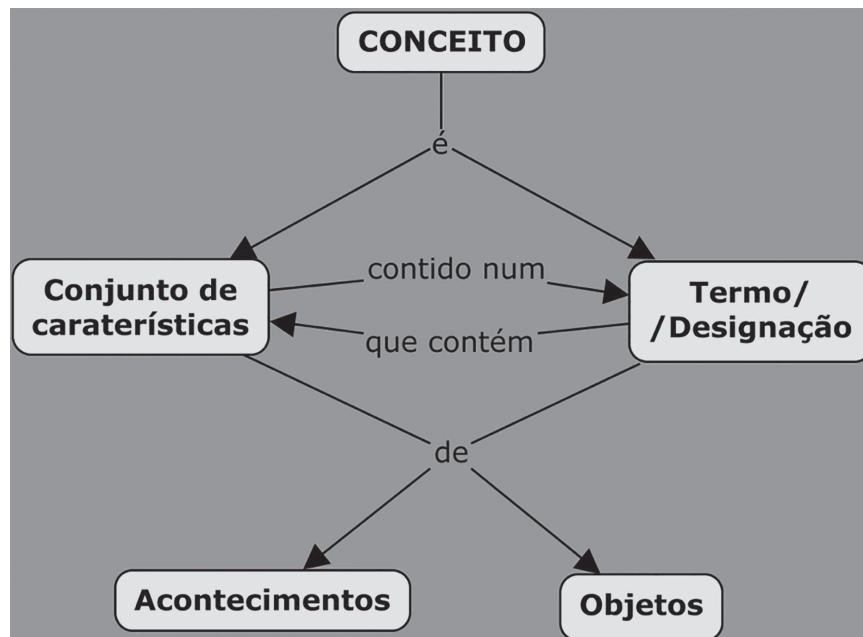 CONCEITO
é
Conjunto de
caraterísticas
contido num
que contém
Termo/
/Designação
de
Acontecimentos
Objetos